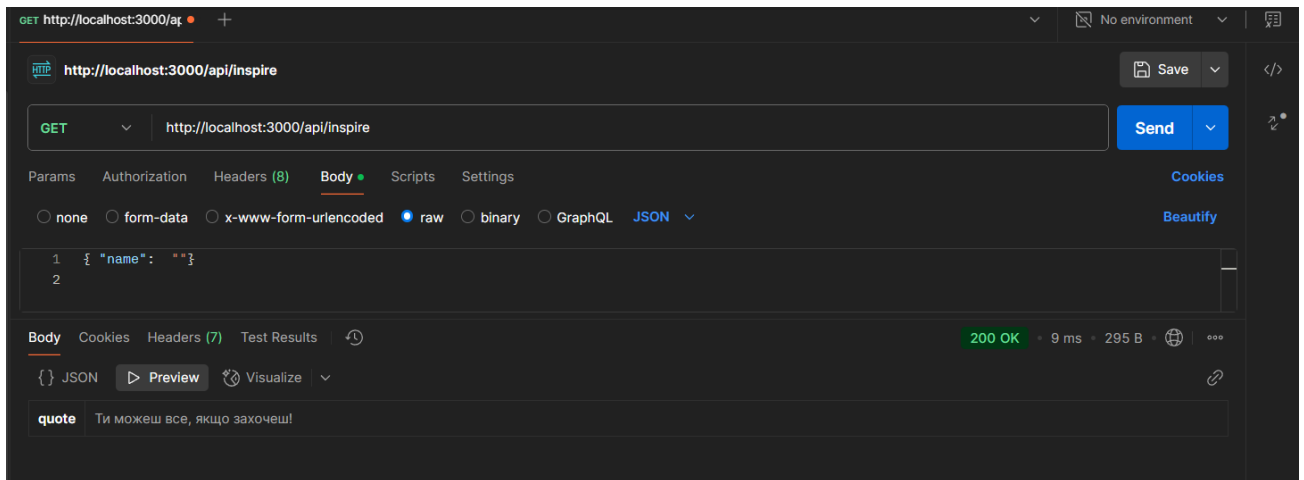 GET http://localhost:3000/ap
No environment
HTTP http://localhost:3000/api/inspire
Save
GET http://localhost:3000/api/inspire
Send
Params Authorization Headers (8) Body Scripts Settings Cookies
none form-data x-www-form-urlencoded raw binary GraphQL JSON Beautify
1 { "name": ""}
2
Body Cookies Headers (7) Test Results 200 OK 9 ms 295 B
{} JSON Preview Visualize
quote Ти можеш все, якщо захочеш!